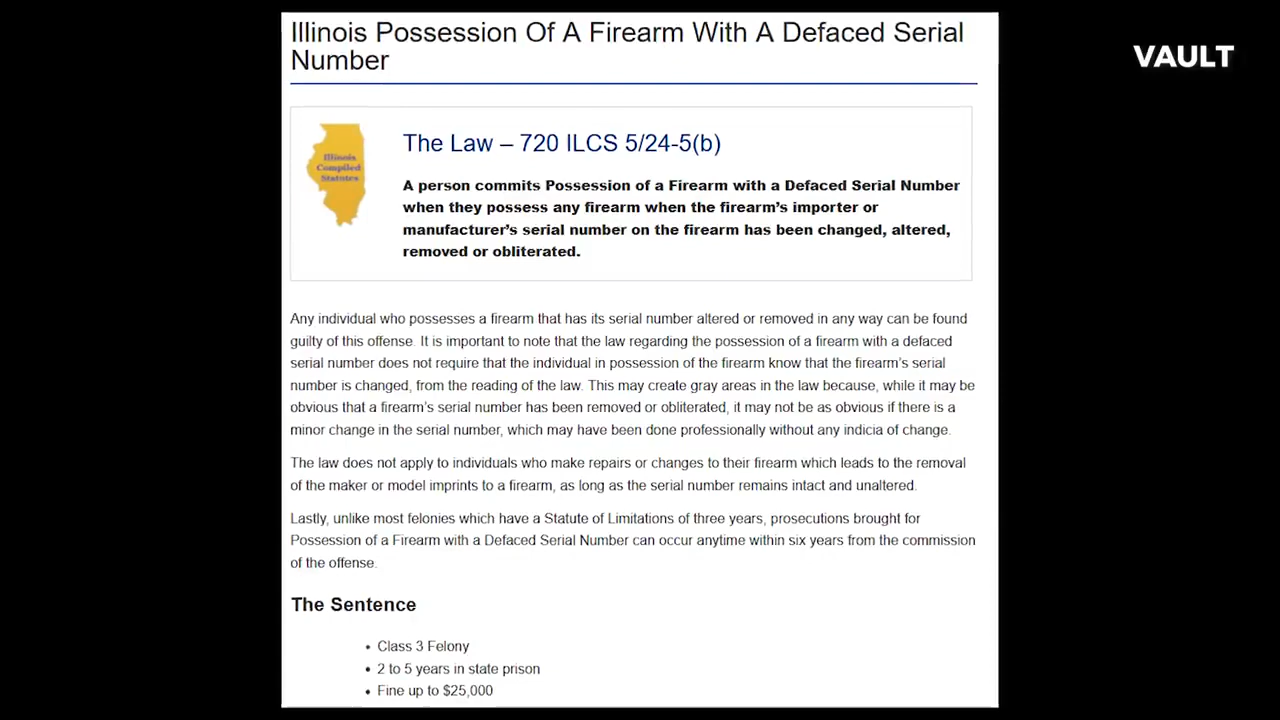 Illinois Possession Of A Firearm With A Defaced Serial
Number
VAULT
Illinois
Compiled
Statutes
The Law – 720 ILCS 5/24-5(b)
A person commits Possession of a Firearm with a Defaced Serial Number
when they possess any firearm when the firearm's importer or
manufacturer's serial number on the firearm has been changed, altered,
removed or obliterated.
Any individual who possesses a firearm that has its serial number altered or removed in any way can be found
guilty of this offense. It is important to note that the law regarding the possession of a firearm with a defaced
serial number does not require that the individual in possession of the firearm know that the firearm's serial
number is changed, from the reading of the law. This may create gray areas in the law because, while it may be
obvious that a firearm's serial number has been removed or obliterated, it may not be as obvious if there is a
minor change in the serial number, which may have been done professionally without any indicia of change.
The law does not apply to individuals who make repairs or changes to their firearm which leads to the removal
of the maker or model imprints to a firearm, as long as the serial number remains intact and unaltered.
Lastly, unlike most felonies which have a Statute of Limitations of three years, prosecutions brought for
Possession of a Firearm with a Defaced Serial Number can occur anytime within six years from the commission
of the offense.
The Sentence
• Class 3 Felony
• 2 to 5 years in state prison
• Fine up to $25,000